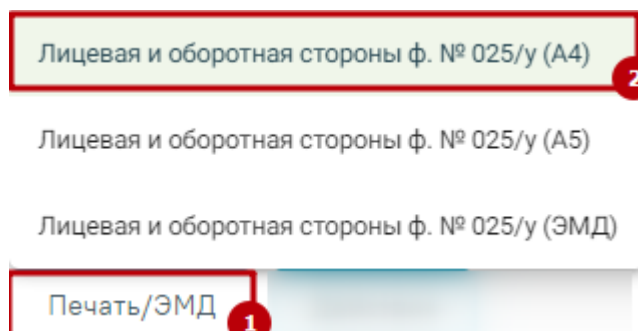 Лицевая и оборотная стороны ф. № 025/у (А4)
2
Лицевая и оборотная стороны ф. № 025/у (А5)
Лицевая и оборотная стороны ф. № 025/у (ЭМД)
Печать/ЭМД
1